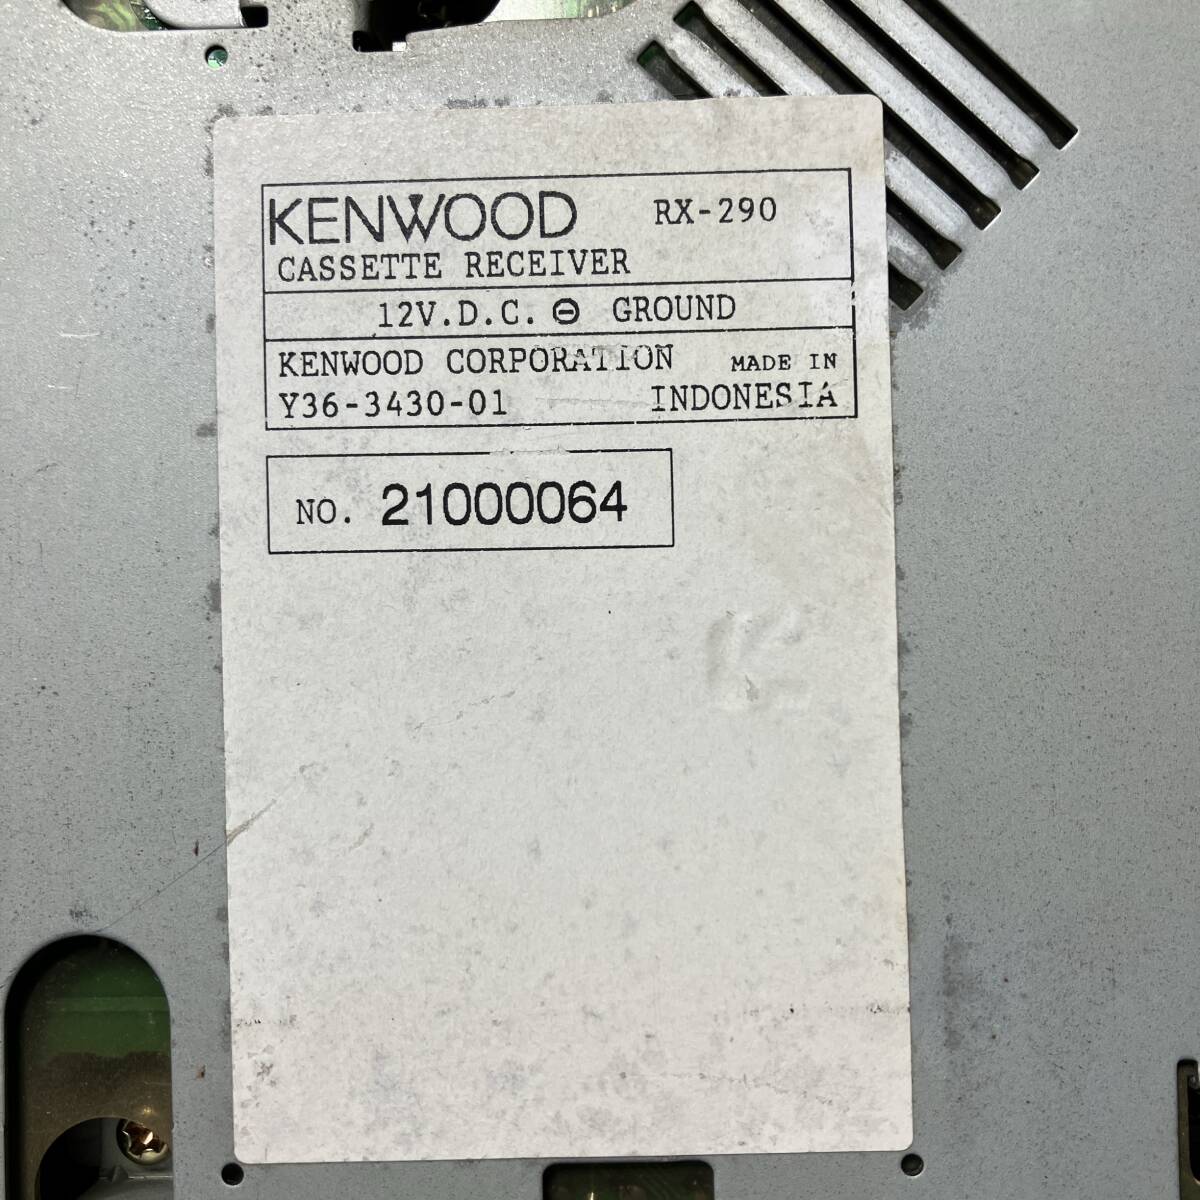 KENWOOD RX-290
CASSETTE RECEIVER
12V.D.C. ⊖ GROUND
KENWOOD CORPORATION MADE IN
Y36-3430-01 INDONESIA
NO. 21000064